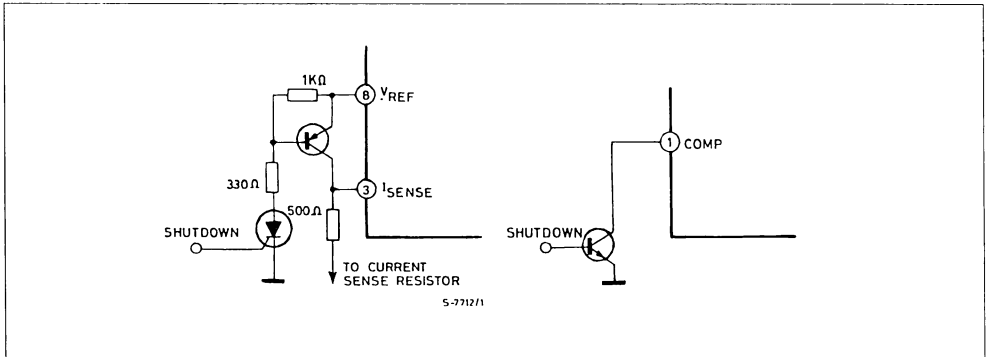 1KΩ
8 VREF
330Ω
3 ISENSE
500Ω
SHUTDOWN
TO CURRENT
SENSE RESISTOR
S-7712/1
1 COMP
SHUTDOWN